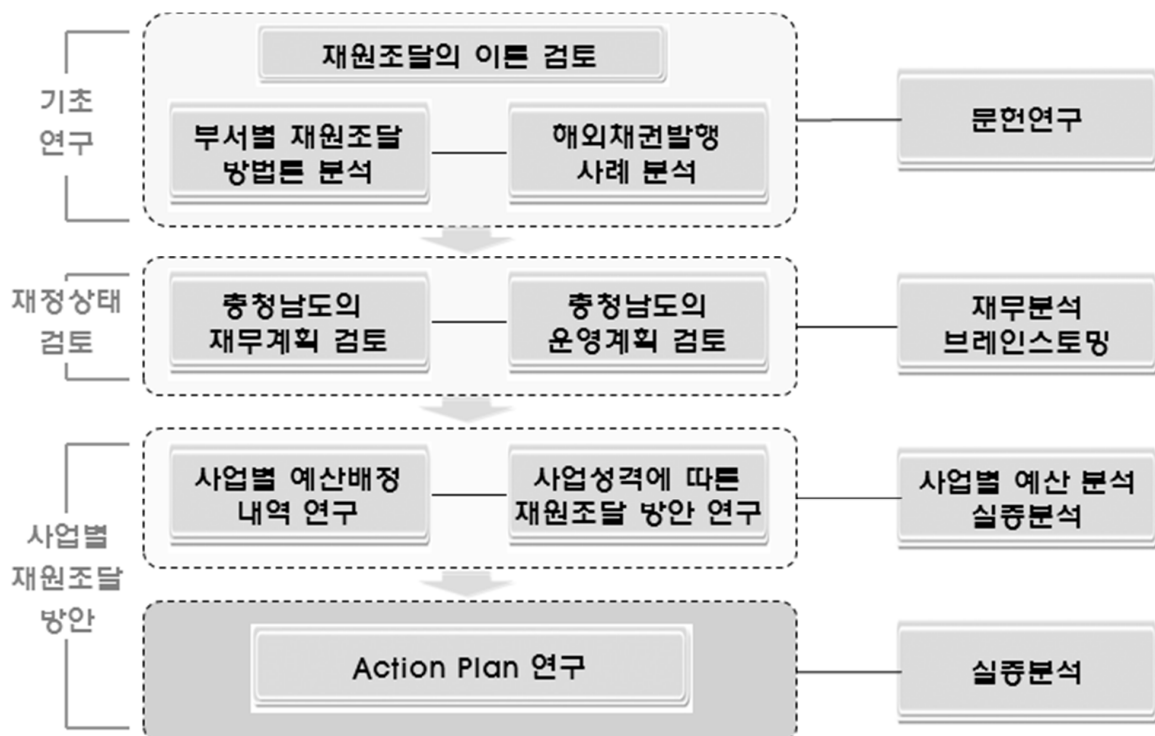 재원조달의 이론 검토
기초
연구
부서별 재원조달
방법론 분석
해외채권발행
사례 분석
문헌연구
재정상태
검토
충청남도의
재무계획 검토
충청남도의
운영계획 검토
재무분석
브레인스토밍
사업별
재원조달
방안
사업별 예산배정
내역 연구
사업성격에 따른
재원조달 방안 연구
사업별 예산 분석
실증분석
Action Plan 연구
실증분석